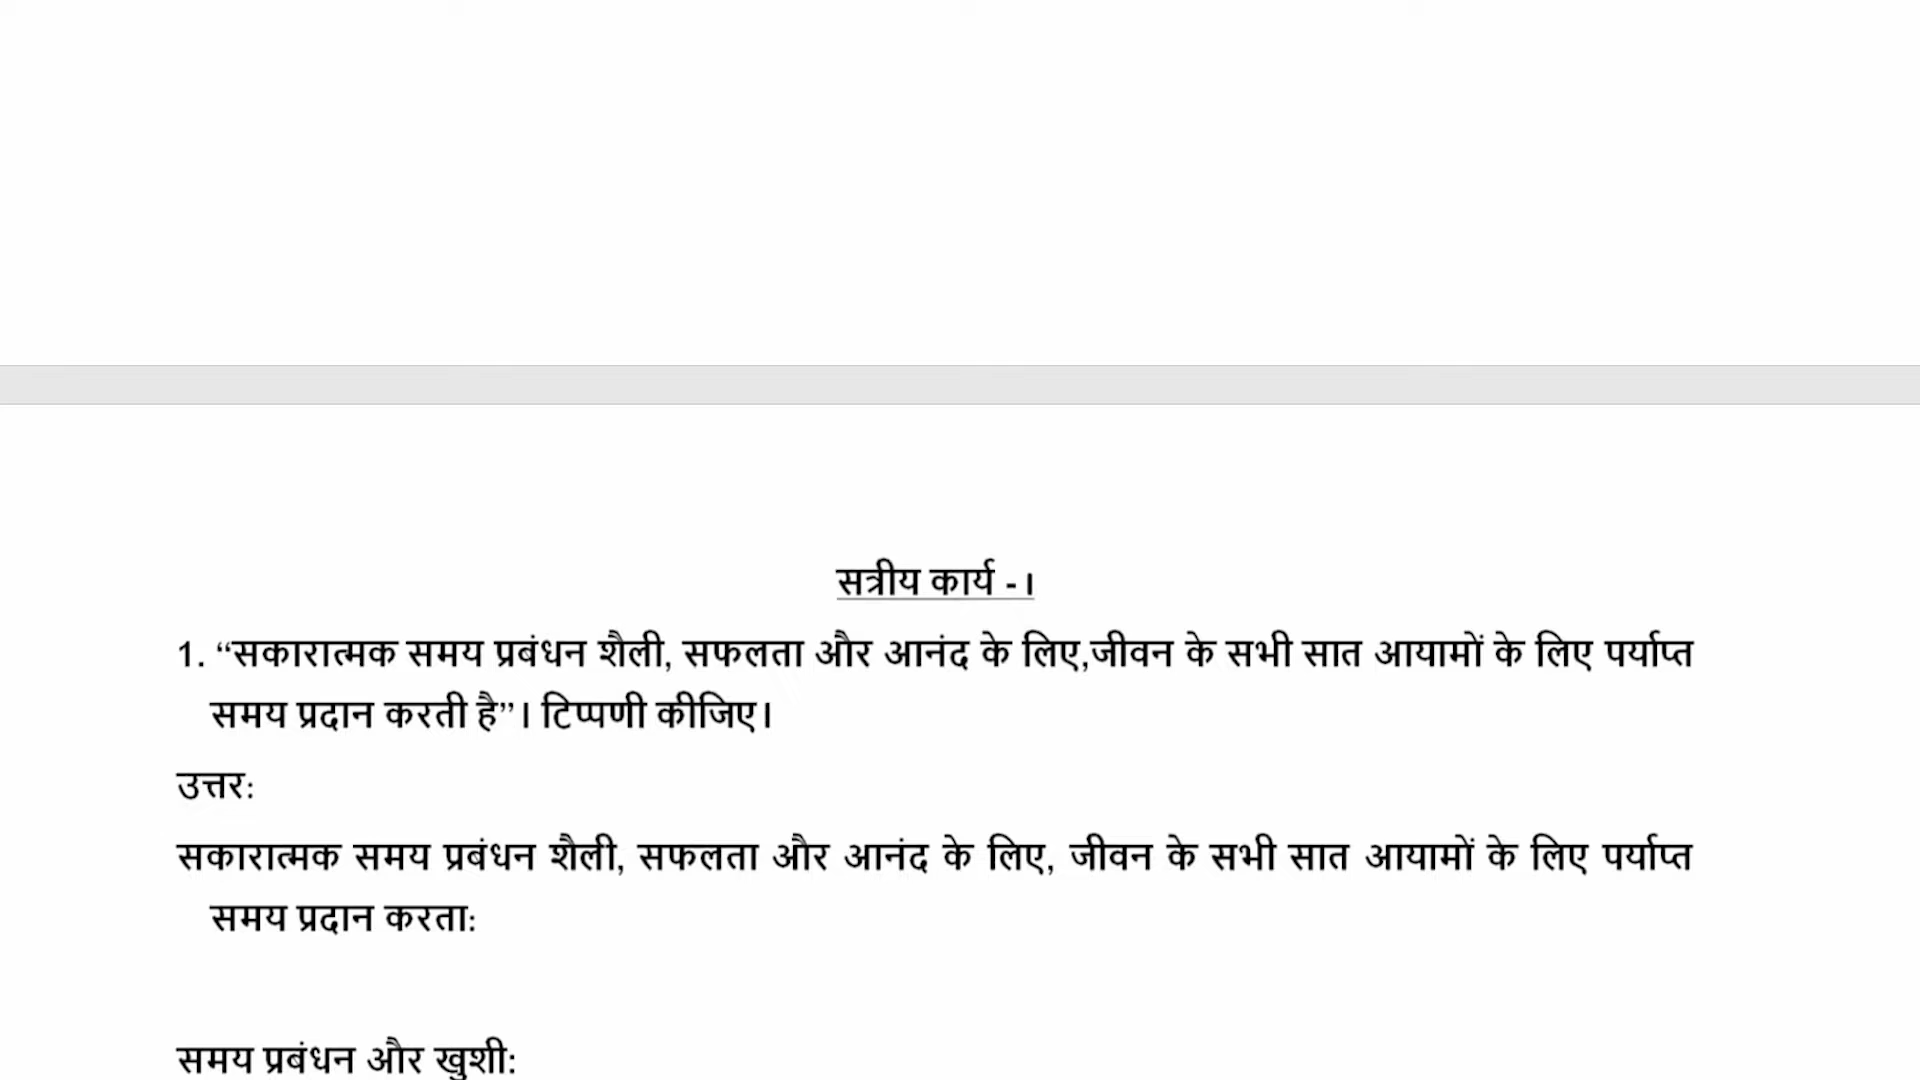 सत्रीय कार्य - ।
1. “सकारात्मक समय प्रबंधन शैली, सफलता और आनंद के लिए,जीवन के सभी सात आयामों के लिए पर्याप्त
समय प्रदान करती है”। टिप्पणी कीजिए।
उत्तर:
सकारात्मक समय प्रबंधन शैली, सफलता और आनंद के लिए, जीवन के सभी सात आयामों के लिए पर्याप्त
समय प्रदान करता:
समय प्रबंधन और खुशी: